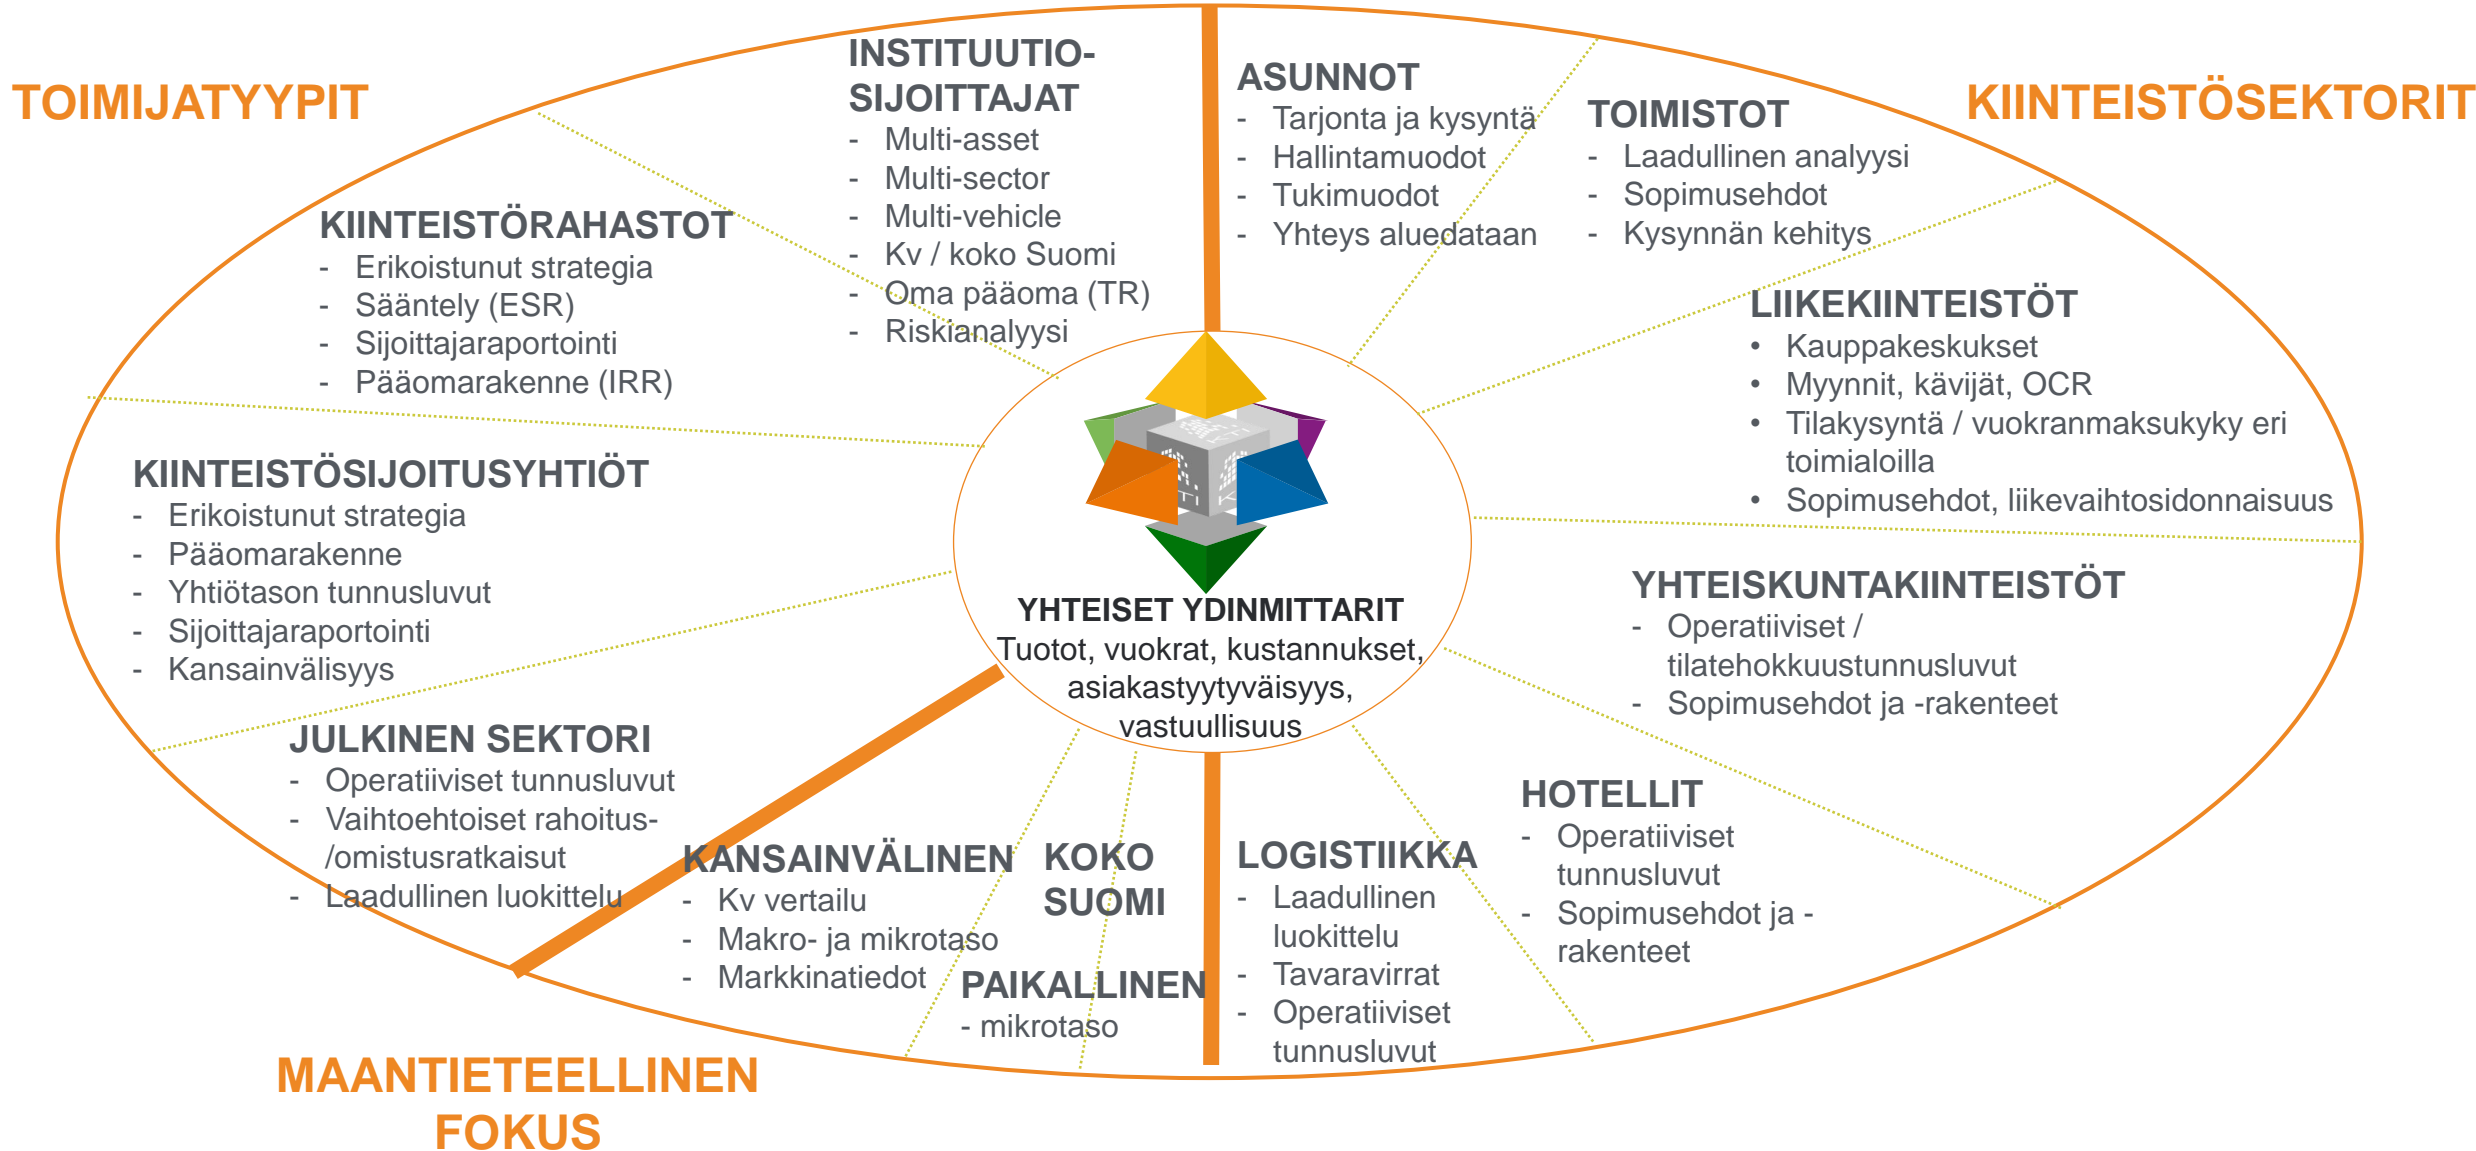 TOIMIJATYYPIT
INSTITUUTIO-
SIJOITTAJAT
- Multi-asset
- Multi-sector
- Multi-vehicle
- Kv / koko Suomi
- Oma pääoma (TR)
- Riskianalyysi
KIINTEISTÖRAHASTOT
- Erikoistunut strategia
- Sääntely (ESR)
- Sijoittajaraportointi
- Pääomarakenne (IRR)
KIINTEISTÖSIJOITUSYHTIÖT
- Erikoistunut strategia
- Pääomarakenne
- Yhtiötason tunnusluvut
- Sijoittajaraportointi
- Kansainvälisyys
JULKINEN SEKTORI
- Operatiiviset tunnusluvut
- Vaihtoehtoiset rahoitus-
/omistusratkaisut
- Laadullinen luokittelu
KIINTEISTÖSEKTORIT
ASUNNOT
- Tarjonta ja kysyntä
- Hallintamuodot
- Tukimuodot
- Yhteys aluedataan
TOIMISTOT
- Laadullinen analyysi
- Sopimusehdot
- Kysynnän kehitys
LIIKEKIINTEISTÖT
• Kauppakeskukset
• Myynnit, kävijät, OCR
• Tilakysyntä / vuokranmaksukyky eri
toimialoilla
• Sopimusehdot, liikevaihtosidonnaisuus
YHTEISKUNTAKIINTEISTÖT
- Operatiiviset /
tilatehokkuustunnusluvut
- Sopimusehdot ja -rakenteet
HOTELLIT
- Operatiiviset
tunnusluvut
- Sopimusehdot ja -
rakenteet
LOGISTIIKKA
- Laadullinen
luokittelu
- Tavaravirrat
- Operatiiviset
tunnusluvut
YHTEISET YDINMITTARIT
Tuotot, vuokrat, kustannukset,
asiakastyytyväisyys,
vastuullisuus
MAANTIETEELLINEN
FOKUS
KANSAINVÄLINEN
- Kv vertailu
- Makro- ja mikrotaso
- Markkinatiedot
KOKO
SUOMI
PAIKALLINEN
- mikrotaso